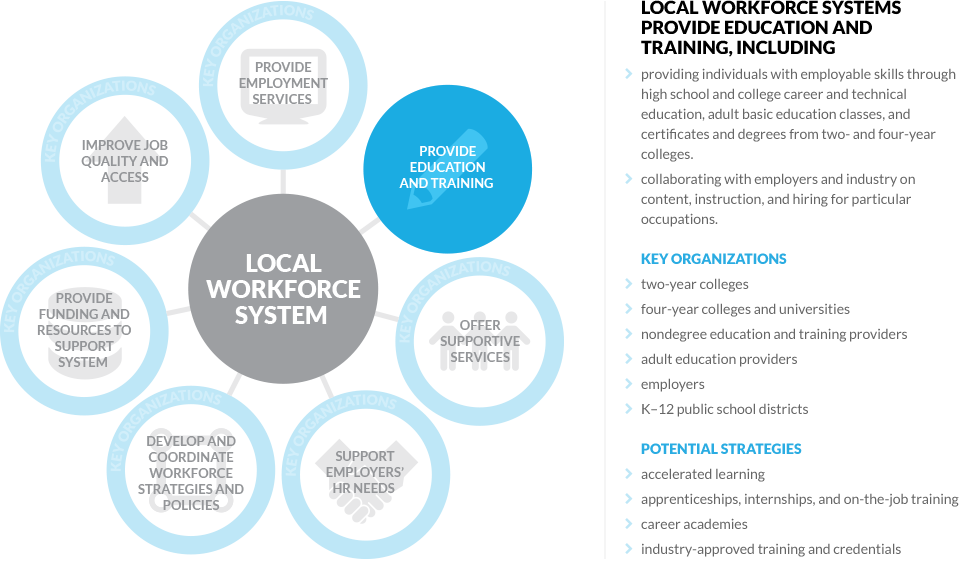 KEY ORGANIZATIONS
PROVIDE
EMPLOYMENT
SERVICES
KEY ORGANIZATIONS
IMPROVE JOB
QUALITY AND
ACCESS
PROVIDE
EDUCATION
AND TRAINING
LOCAL
WORKFORCE
SYSTEM
KEY ORGANIZATIONS
PROVIDE
FUNDING AND
RESOURCES TO
SUPPORT
SYSTEM
KEY ORGANIZATIONS
OFFER
SUPPORTIVE
SERVICES
KEY ORGANIZATIONS
DEVELOP AND
COORDINATE
WORKFORCE
STRATEGIES AND
POLICIES
KEY ORGANIZATIONS
SUPPORT
EMPLOYERS'
HR NEEDS
LOCAL WORKFORCE SYSTEMS
PROVIDE EDUCATION AND
TRAINING, INCLUDING
providing individuals with employable skills through
high school and college career and technical
education, adult basic education classes, and
certificates and degrees from two- and four-year
colleges.
collaborating with employers and industry on
content, instruction, and hiring for particular
occupations.
KEY ORGANIZATIONS
two-year colleges
four-year colleges and universities
nondegree education and training providers
adult education providers
employers
K–12 public school districts
POTENTIAL STRATEGIES
accelerated learning
apprenticeships, internships, and on-the-job training
career academies
industry-approved training and credentials